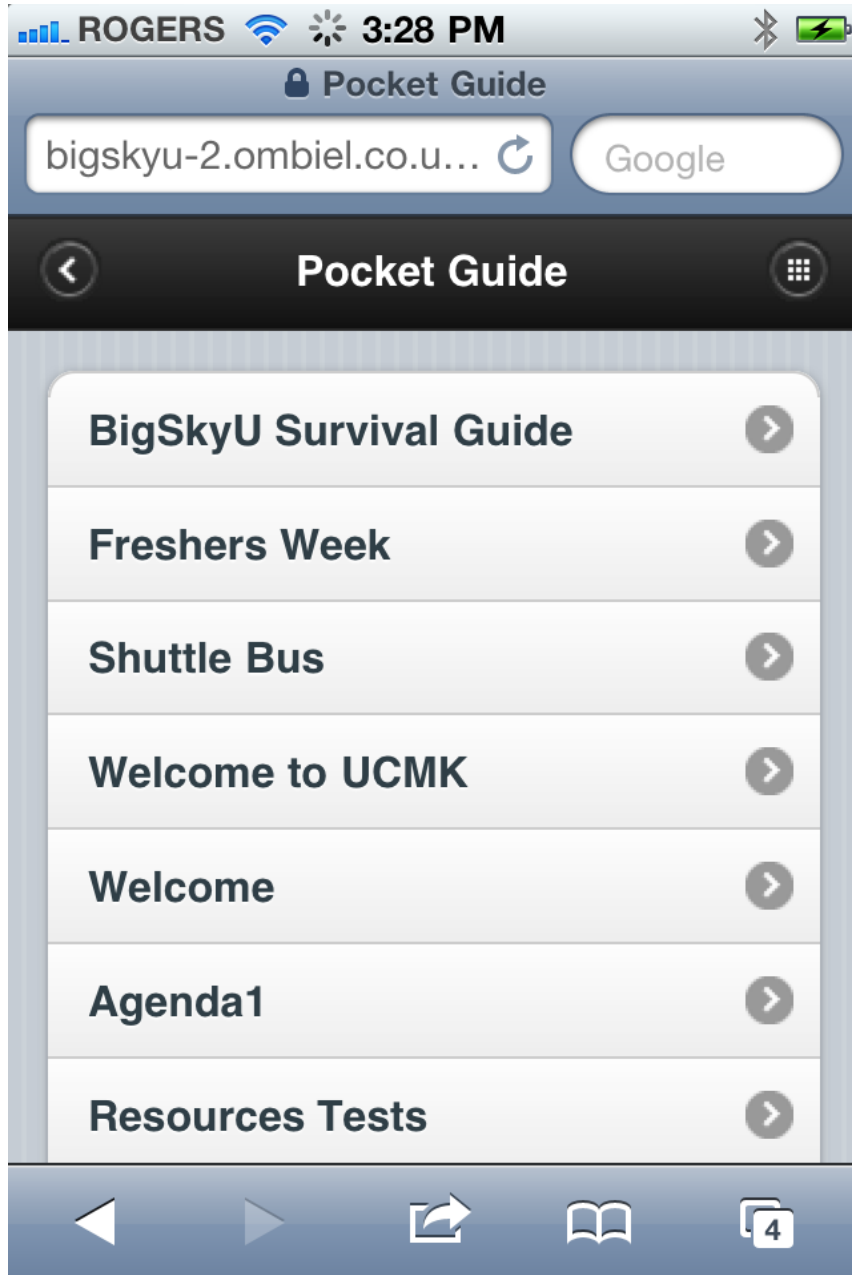 ROGERS 3:28 PM
Pocket Guide
bigskyu-2.ombiel.co.u... Google
Pocket Guide
BigSkyU Survival Guide
Freshers Week
Shuttle Bus
Welcome to UCMK
Welcome
Agenda1
Resources Tests
4